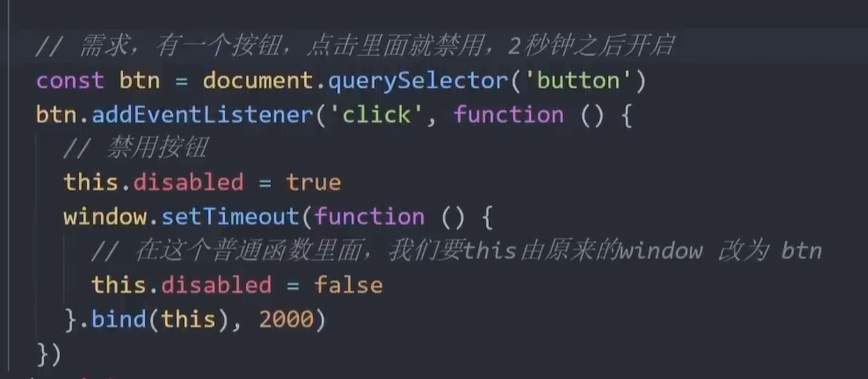 // 需求，有一个按钮，点击里面就禁用，2秒钟之后开启
const btn = document.querySelector('button')
btn.addEventListener('click', function () {
// 禁用按钮
this.disabled = true
window.setTimeout(function () {
// 在这个普通函数里面，我们要this由原来的window 改为 btn
this.disabled = false
}.bind(this), 2000)
})